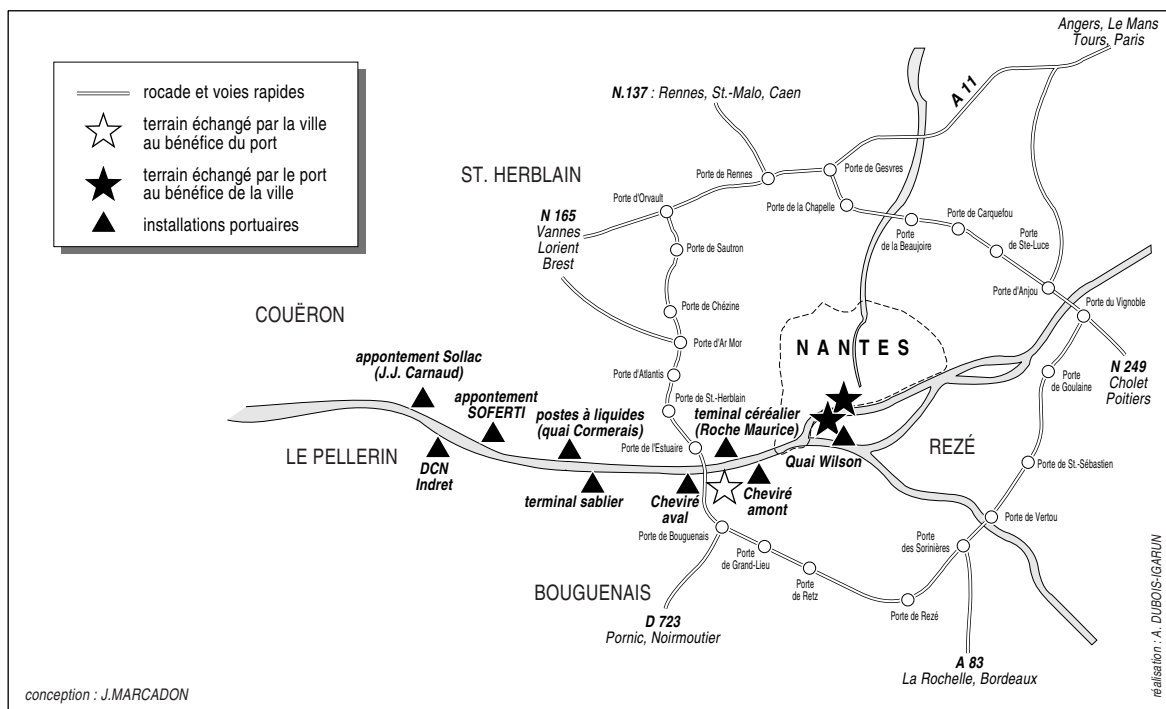 Angers, Le Mans
Tours, Paris
rocade et voies rapides
terrain échangé par la ville
au bénéfice du port
terrain échangé par le port
au bénéfice de la ville
installations portuaires
N.137 : Rennes, St.-Malo, Caen
A 11
ST. HERBLAIN
Porte de Rennes
Porte de Gesvres
Porte d'Orvault
Porte de la Chapelle
N 165
Vannes
Lorient
Brest
Porte de Carquefou
Porte
de la Beaujoire
Porte
de Ste-Luce
Porte de Sautron
Porte d'Anjou
Porte du Vignoble
COUËRON
Porte de Chézine
Porte d'Ar Mor
NANTES
N 249
Cholet
Poitiers
appontement Sollac
(J.J. Carnaud)
Porte d'Atlantis
Porte
de Goulaine
appontement
SOFERTI
postes à liquides
(quai Cormerais)
Porte de St.-Herblain
teminal céréalier
(Roche Maurice)
Porte de l'Estuaire
Quai Wilson
REZÉ
LE PELLERIN
DCN
Indret
Porte de St.-Sébastien
terminal sablier
Cheviré
aval
Cheviré
amont
Porte de Vertou
Porte de Bouguenais
Porte
de Grand-Lieu
Porte
des Sorinières
Porte
de Retz
BOUGUENAIS
Porte de Rezé
D 723
Pornic, Noirmoutier
A 83
La Rochelle, Bordeaux
conception : J.MARCADON
réalisation : A. DUBOIS-IGARUN